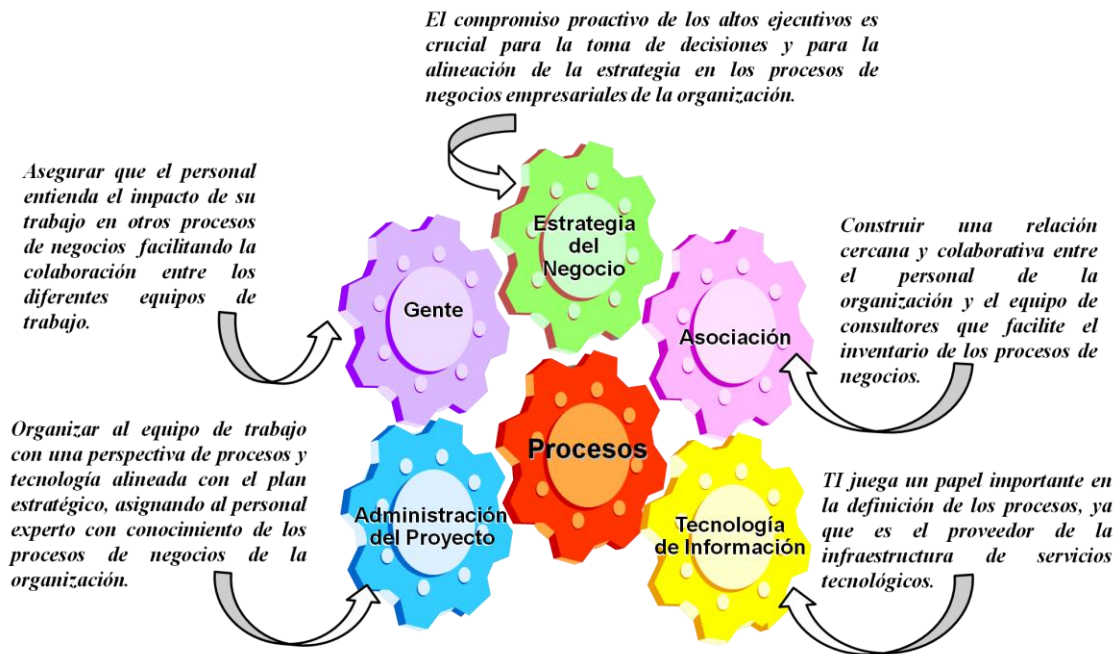 El compromiso proactivo de los altos ejecutivos es
crucial para la toma de decisiones y para la
alineación de la estrategia en los procesos de
negocios empresariales de la organización.
Asegurar que el personal
entienda el impacto de su
trabajo en otros procesos
de negocios facilitando la
colaboración entre los
diferentes equipos de
trabajo.
Estrategia
del
Negocio
Gente
Asociación
Construir una relación
cercana y colaborativa entre
el personal de la
organización y el equipo de
consultores que facilite el
inventario de los procesos de
negocios.
Procesos
Organizar al equipo de trabajo
con una perspectiva de procesos y
tecnología alineada con el plan
estratégico, asignando al personal
experto con conocimiento de los
procesos de negocios de la
organización.
Administración
del Proyecto
Tecnología
de Información
TI juega un papel importante en
la definición de los procesos, ya
que es el proveedor de la
infraestructura de servicios
tecnológicos.